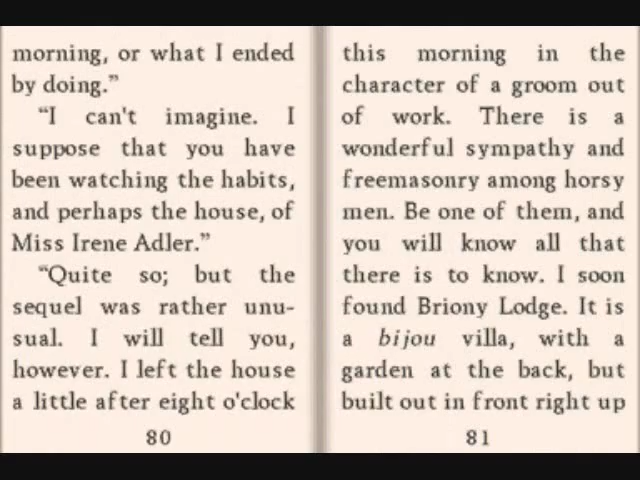 morning, or what I ended
by doing.”
“I can't imagine. I
suppose that you have
been watching the habits,
and perhaps the house, of
Miss Irene Adler.”
“Quite so; but the
sequel was rather unu-
sual. I will tell you,
however. I left the house
a little after eight o'clock
80
this morning in the
character of a groom out
of work. There is a
wonderful sympathy and
freemasonry among horsy
men. Be one of them, and
you will know all that
there is to know. I soon
found Briony Lodge. It is
a bijou villa, with a
garden at the back, but
built out in front right up
81